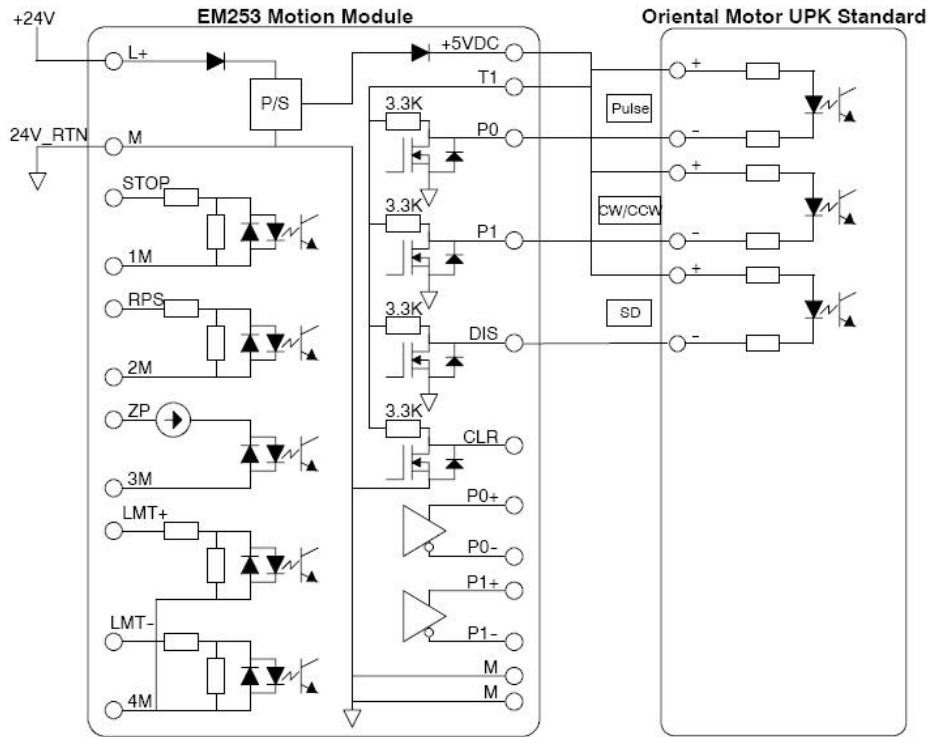 EM253 Motion Module
Oriental Motor UPK Standard
+24V
L+
+5VDC
+
T1
P/S
3.3K
Pulse
24V_RTN
M
P0
−
+
STOP
3.3K
CW/CCW
1M
P1
−
+
RPS
3.3K
SD
2M
DIS
−
ZP
3.3K
CLR
3M
P0+
LMT+
P0−
P1+
LMT−
P1−
M
4M
M